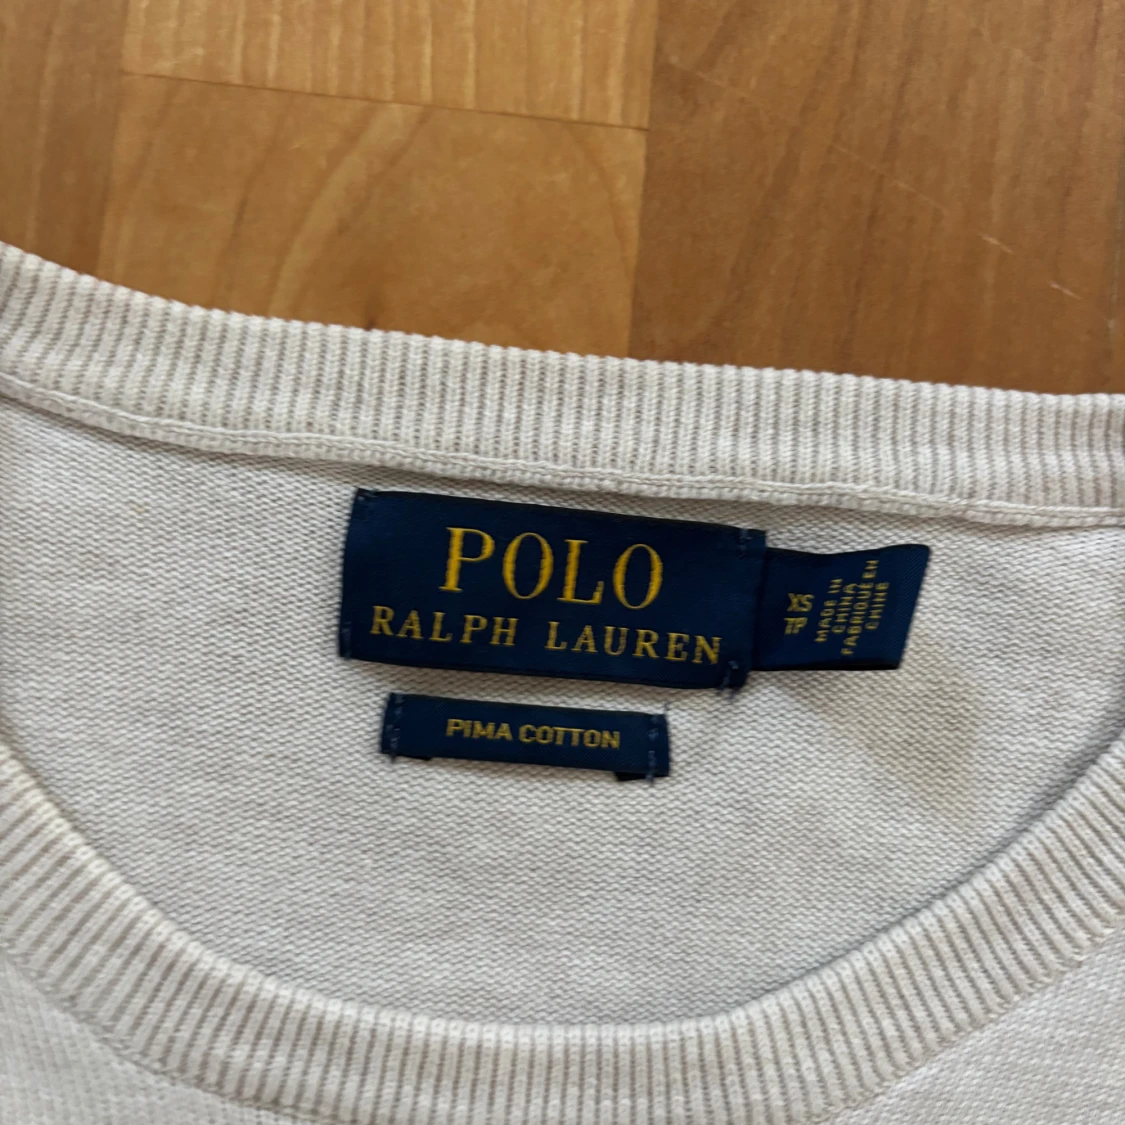 POLO
RALPH LAUREN
XS
TP
MADE IN
CHINA
FABRIQUÉ EN
CHINE
PIMA COTTON